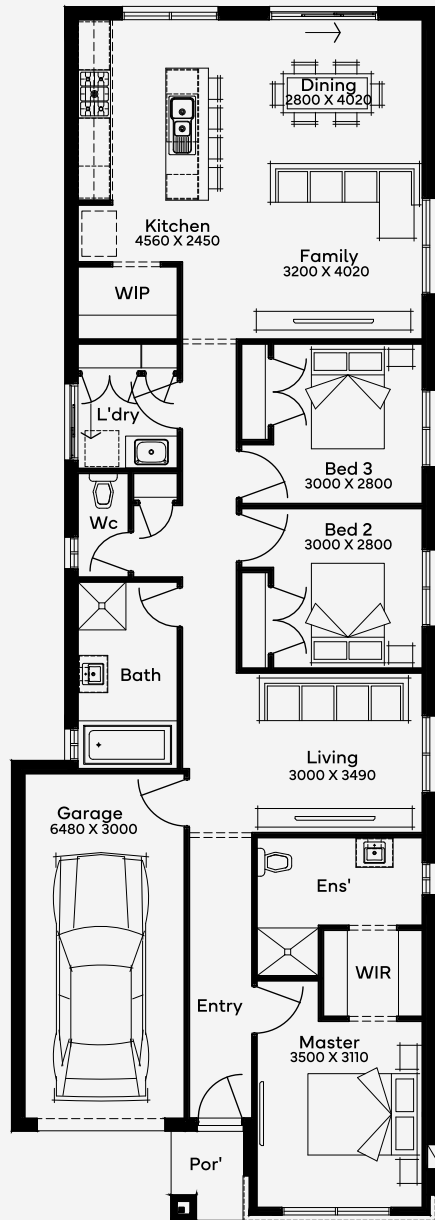 Dining
2800 X 4020
Kitchen
4560 X 2450
Family
3200 X 4020
WIP
L'dry
Bed 3
3000 X 2800
Wc
Bed 2
3000 X 2800
Bath
Living
3000 X 3490
Garage
6480 X 3000
Ens'
WIR
Entry
Master
3500 X 3110
Por'